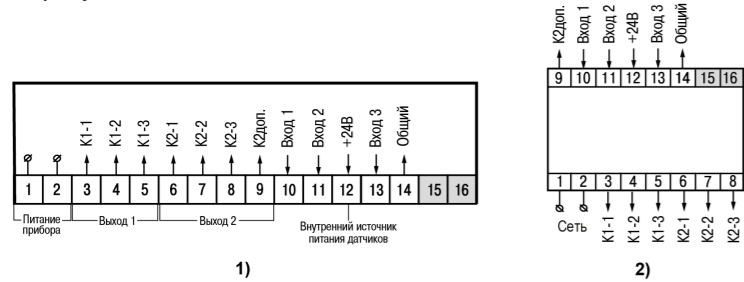 К1-1 К1-2 К1-3 К2-1 К2-2 К2-3 К2доп. Вход 1 Вход 2 +24В Вход 3 Общий
1 2 3 4 5 6 7 8 9 10 11 12 13 14 15 16
Питание прибора
Выход 1
Выход 2
Внутренний источник
питания датчиков
1)
К2доп. Вход 1 Вход 2 +24В Вход 3 Общий
9 10 11 12 13 14 15 16
1 2 3 4 5 6 7 8
Сеть К1-1 К1-2 К1-3 К2-1 К2-2 К2-3
2)